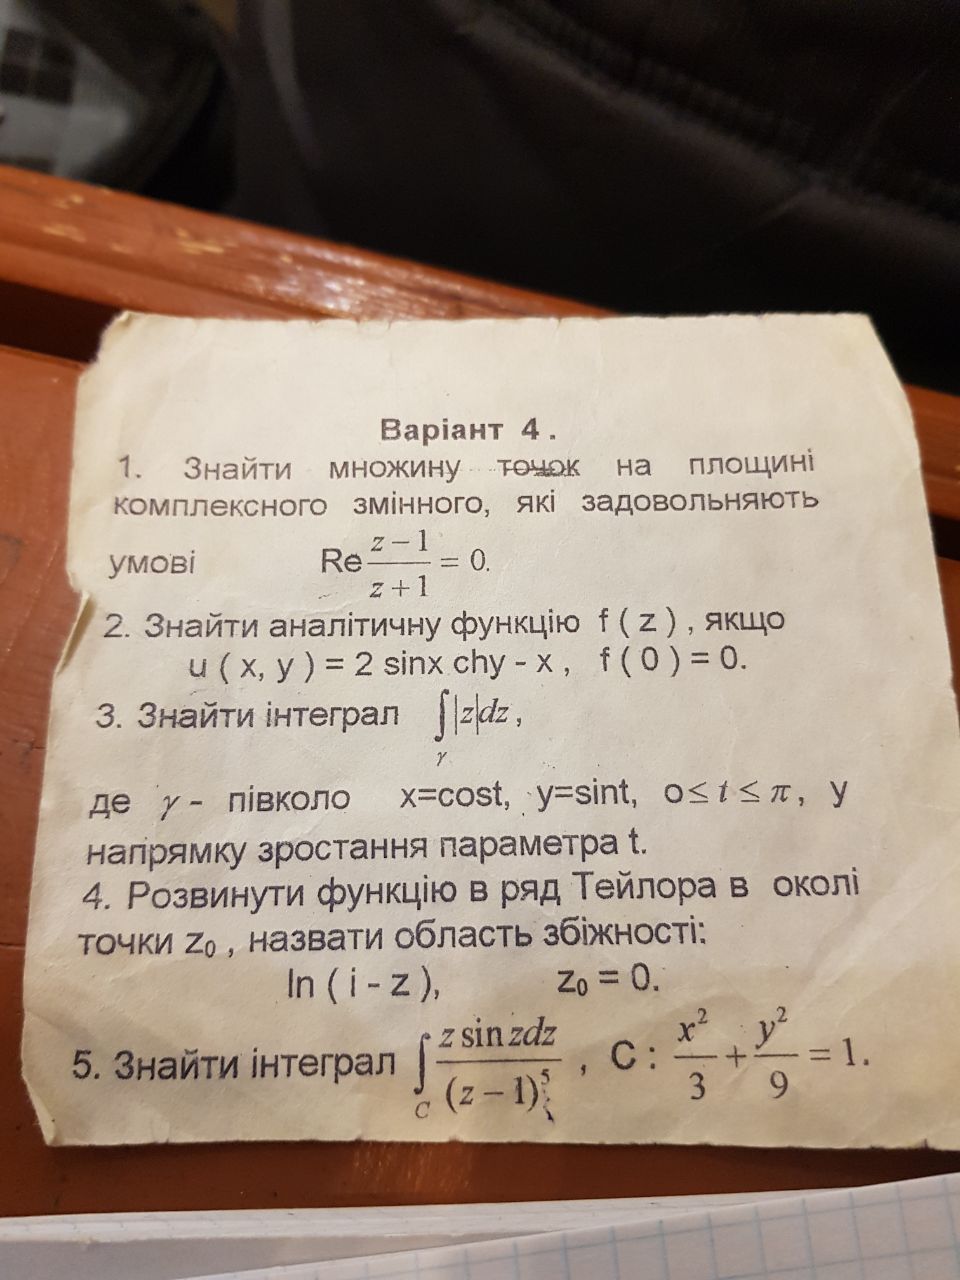 Варіант 4.
1. Знайти множину точок на площині
комплексного змінного, які задовольняють
умові Re (z − 1)/(z + 1) = 0.
2. Знайти аналітичну функцію f ( z ) , якщо
u ( x, y ) = 2 sinx chy - x , f ( 0 ) = 0.
3. Знайти інтеграл ∫_γ |z|dz ,
де γ - півколо x=cost, y=sint, o ≤ t ≤ π, у
напрямку зростання параметра t.
4. Розвинути функцію в ряд Тейлора в околі
точки z₀ , назвати область збіжності:
ln ( i - z ), z₀ = 0.
5. Знайти інтеграл ∫_C z sin zdz/(z − 1)⁵ , C : x²/3 + y²/9 = 1.